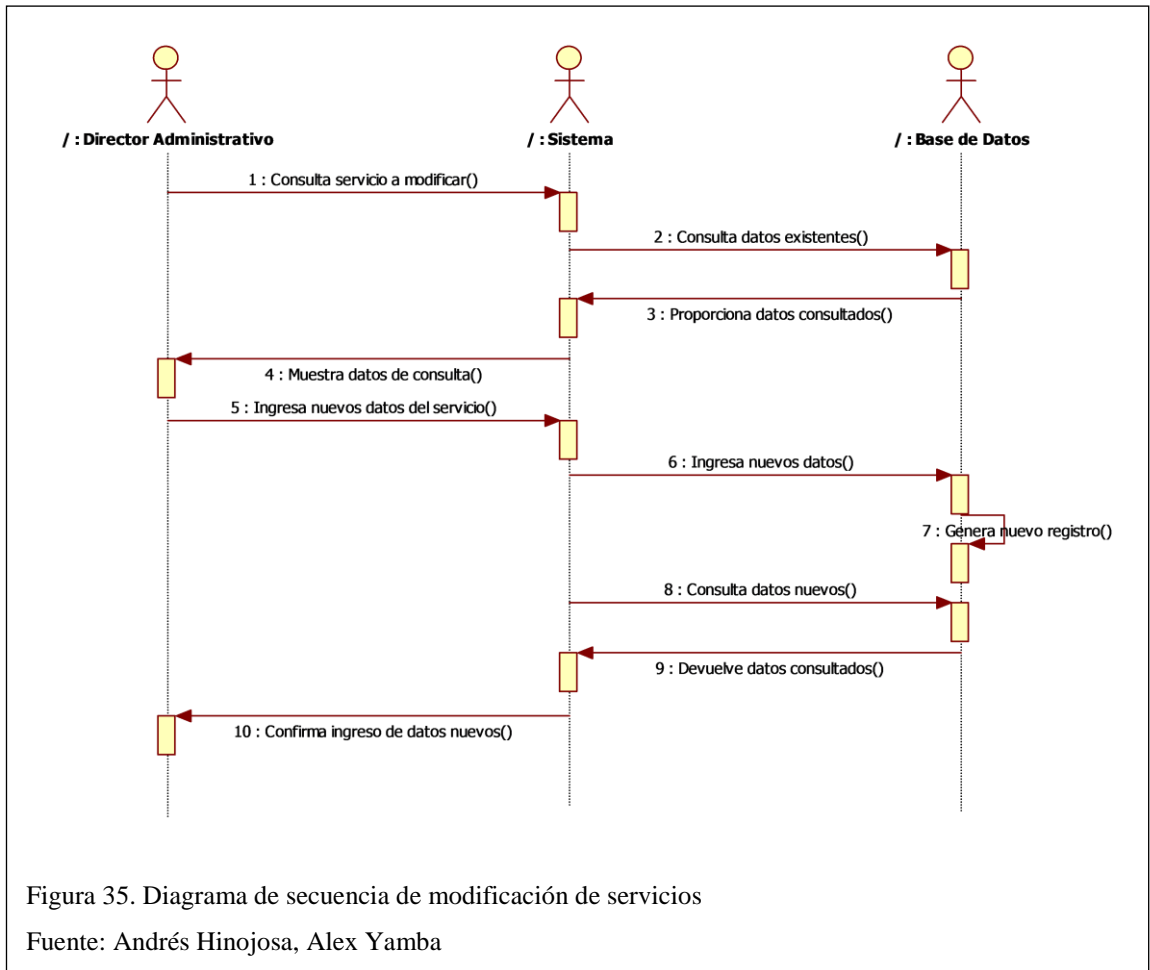 / : Director Administrativo
/ : Sistema
/ : Base de Datos
1 : Consulta servicio a modificar()
2 : Consulta datos existentes()
3 : Proporciona datos consultados()
4 : Muestra datos de consulta()
5 : Ingresa nuevos datos del servicio()
6 : Ingresa nuevos datos()
7 : Genera nuevo registro()
8 : Consulta datos nuevos()
9 : Devuelve datos consultados()
10 : Confirma ingreso de datos nuevos()
Figura 35. Diagrama de secuencia de modificación de servicios
Fuente: Andrés Hinojosa, Alex Yamba